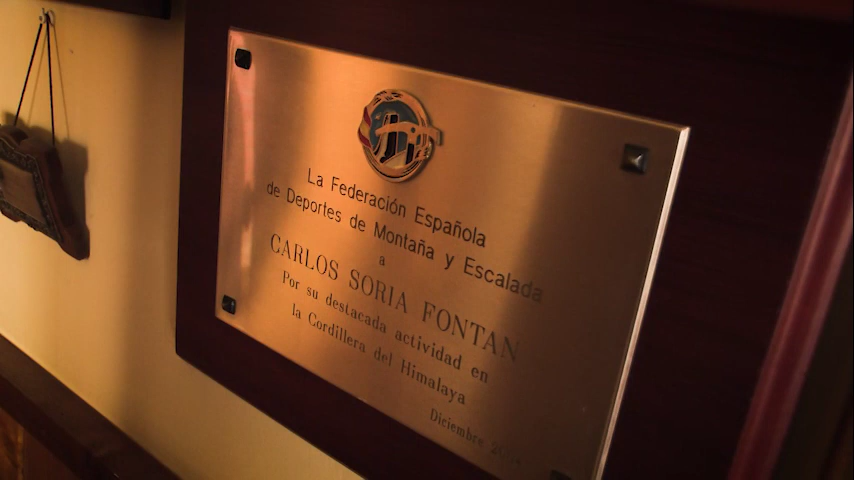 La Federación Española
de Deportes de Montaña y Escalada
a
CARLOS SORIA FONTAN
Por su destacada actividad en
la Cordillera del Himalaya
Diciembre